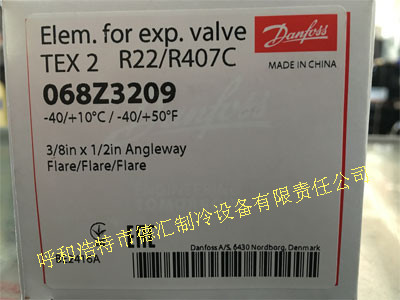 Elem. for exp. valve
TEX 2 R22/R407C
Danfoss
MADE IN CHINA
068Z3209
-40/+10°C / -40/+50°F
3/8in x 1/2in Angleway
Flare/Flare/Flare
呼和浩特市德汇制冷设备有限责任公司
EAC
Danfoss A/S, 6430 Nordborg, Denmark